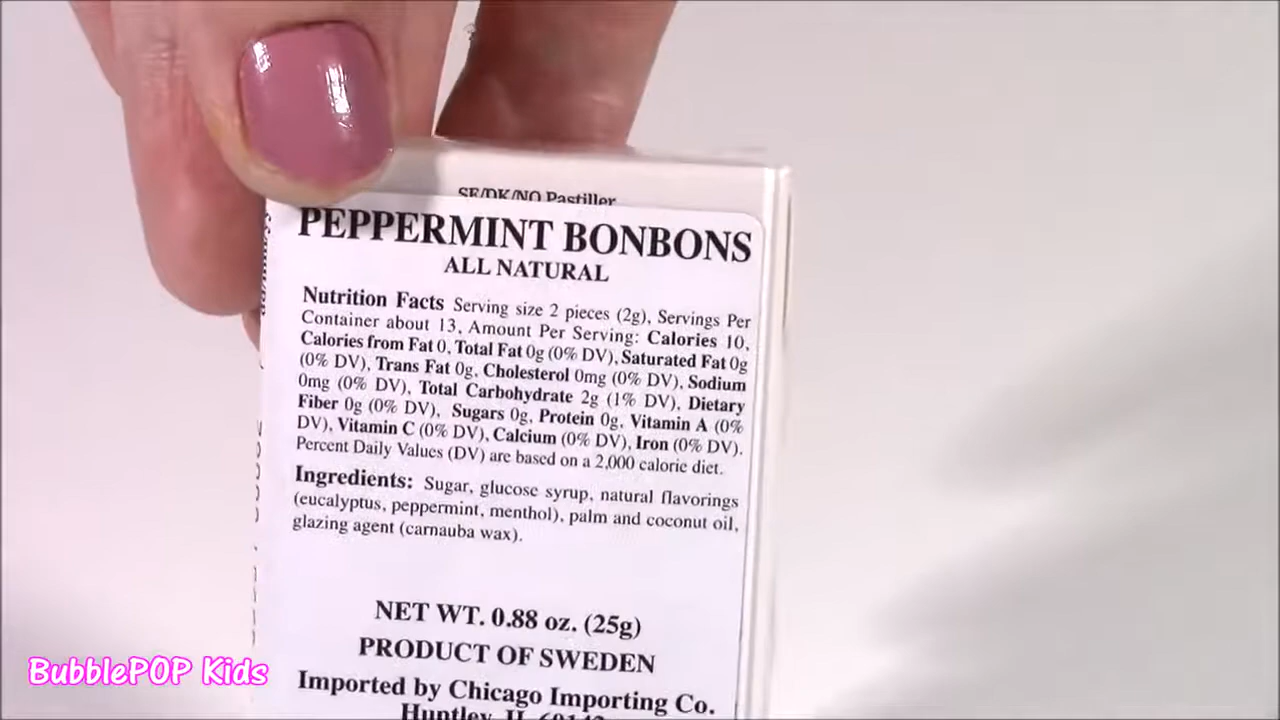 SE/DK/NO Pastiller
PEPPERMINT BONBONS
ALL NATURAL
Nutrition Facts Serving size 2 pieces (2g), Servings Per
Container about 13, Amount Per Serving: Calories 10,
Calories from Fat 0, Total Fat 0g (0% DV), Saturated Fat 0g
(0% DV), Trans Fat 0g, Cholesterol 0mg (0% DV), Sodium
0mg (0% DV), Total Carbohydrate 2g (1% DV), Dietary
Fiber 0g (0% DV), Sugars 0g, Protein 0g, Vitamin A (0%
DV), Vitamin C (0% DV), Calcium (0% DV), Iron (0% DV).
Percent Daily Values (DV) are based on a 2,000 calorie diet.
Ingredients: Sugar, glucose syrup, natural flavorings
(eucalyptus, peppermint, menthol), palm and coconut oil,
glazing agent (carnauba wax).
NET WT. 0.88 oz. (25g)
PRODUCT OF SWEDEN
Imported by Chicago Importing Co.
Huntley, IL 60142
BubblePOP Kids